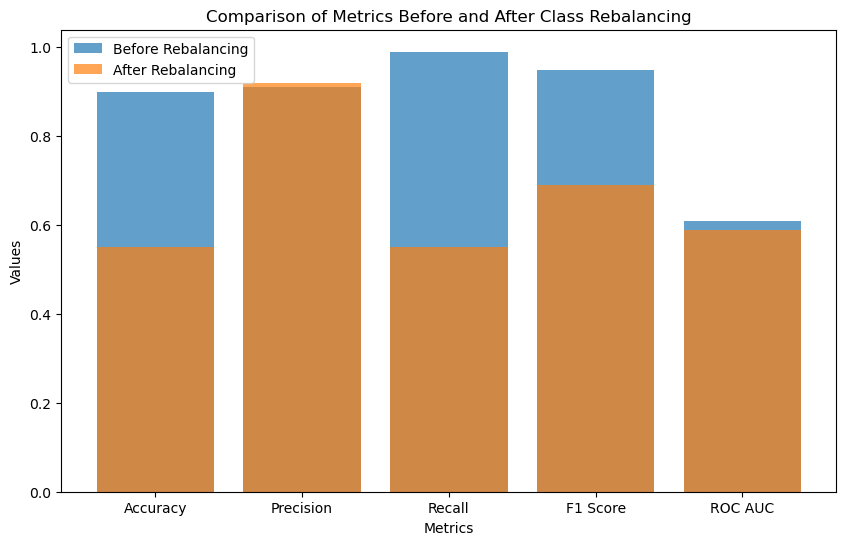 Comparison of Metrics Before and After Class Rebalancing
Before Rebalancing
After Rebalancing
1.0
0.8
0.6
0.4
0.2
0.0
Values
Accuracy
Precision
Recall
F1 Score
ROC AUC
Metrics